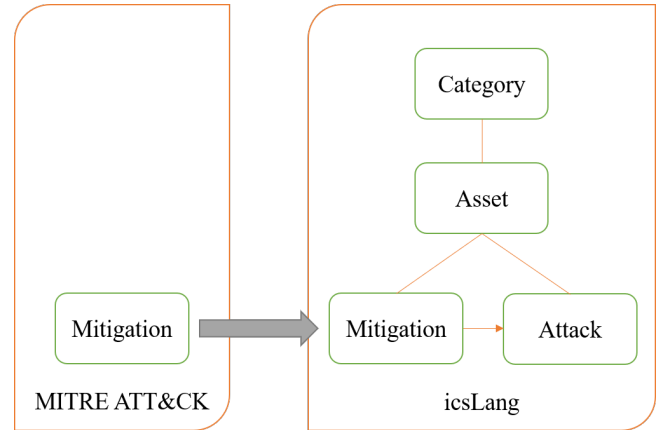 Category
Asset
Mitigation
Mitigation
Attack
MITRE ATT&CK
icsLang